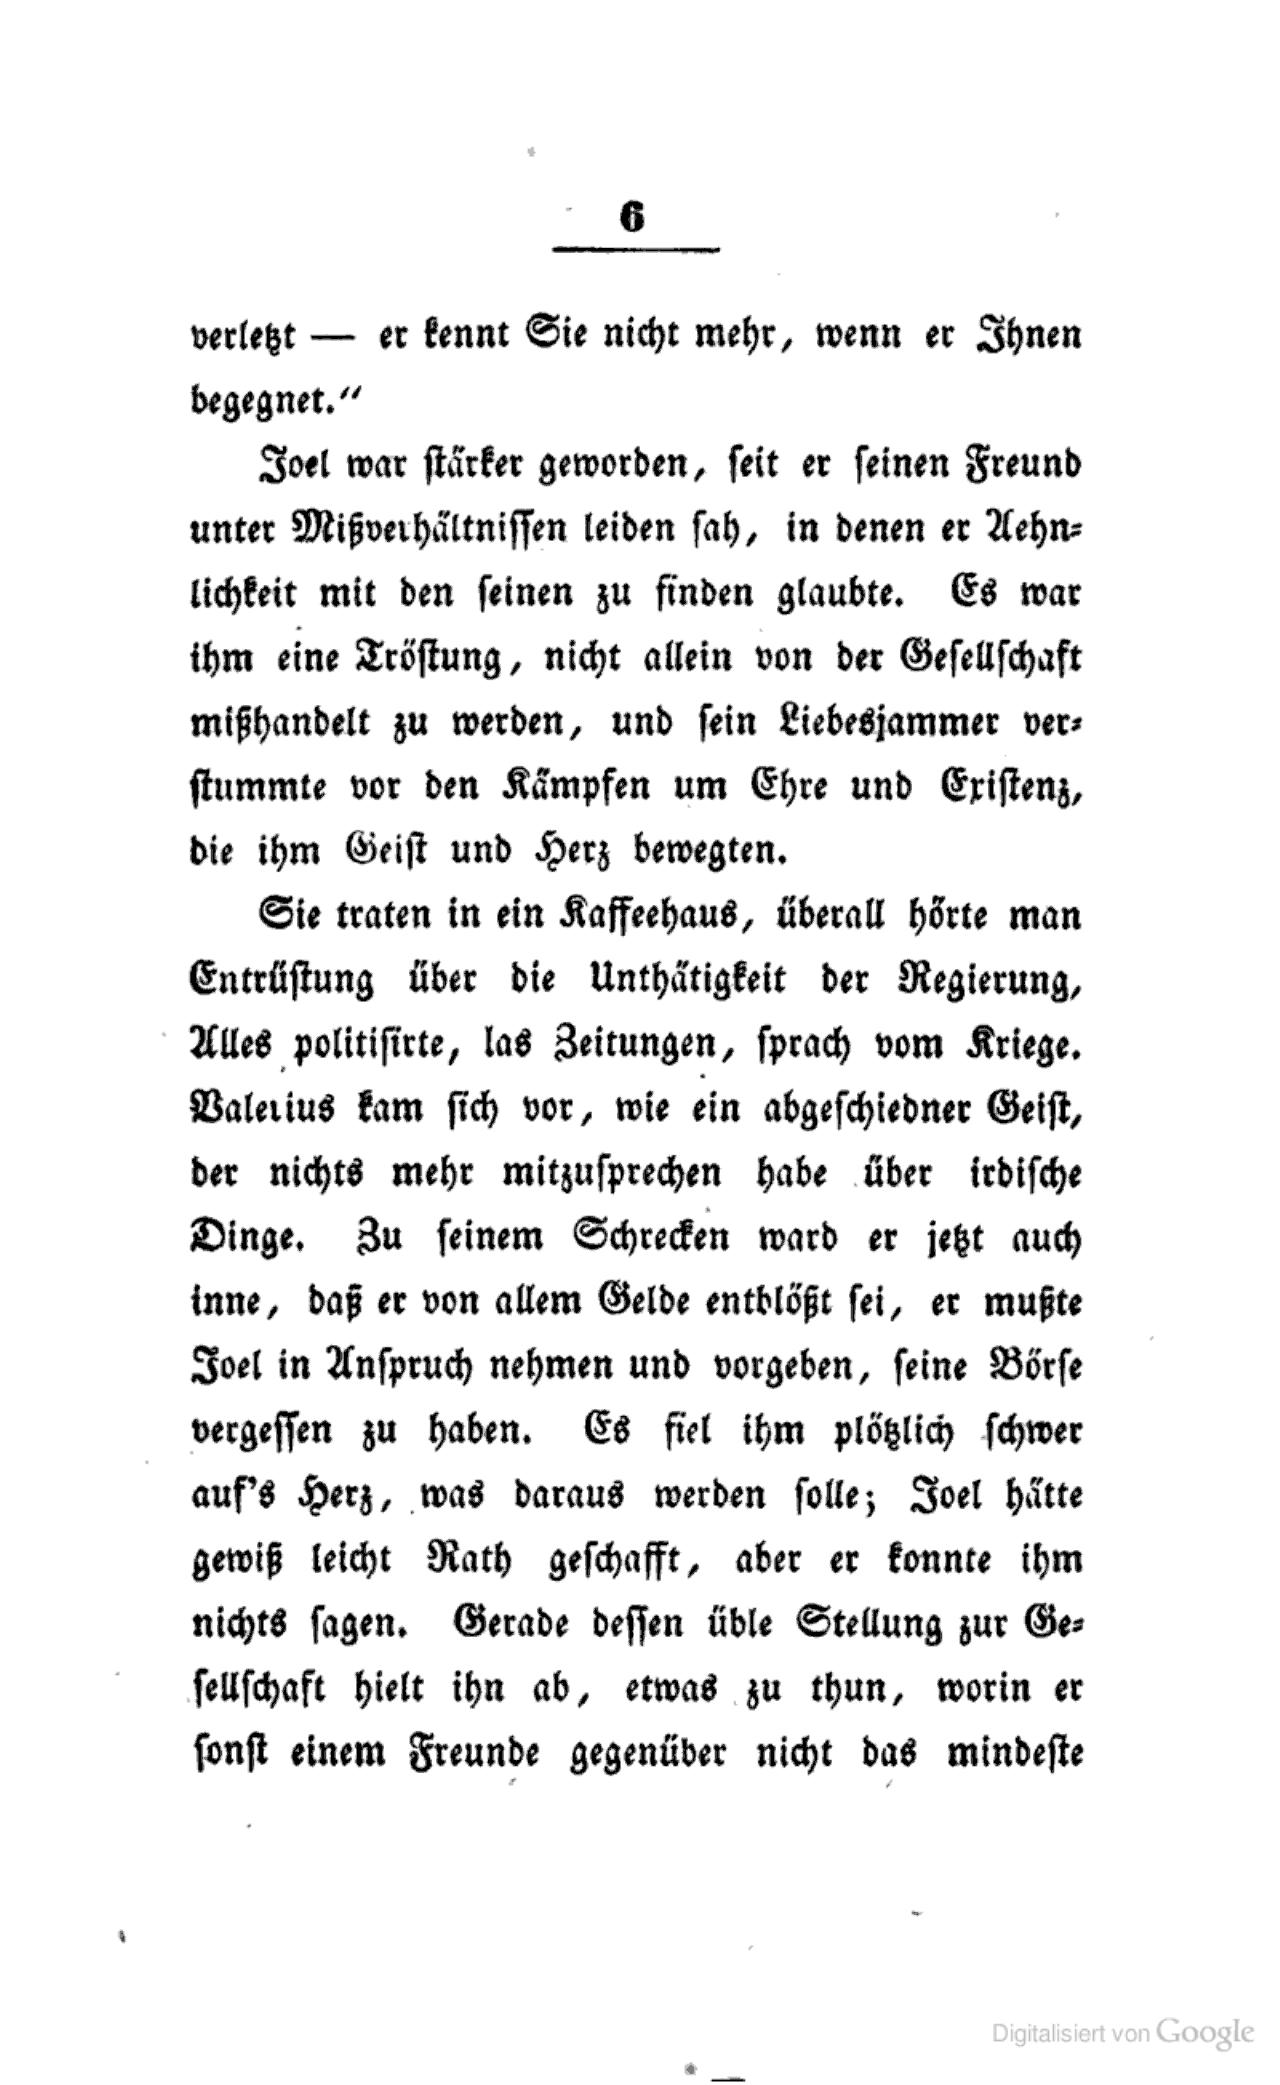 6
verletzt — er kennt Sie nicht mehr, wenn er Ihnen
begegnet.“
Joel war ſtärker geworden, ſeit er ſeinen Freund
unter Mißverhältniſſen leiden ſah, in denen er Aehn-
lichkeit mit den ſeinen zu finden glaubte. Es war
ihm eine Tröſtung, nicht allein von der Geſellſchaft
mißhandelt zu werden, und ſein Liebesjammer ver-
ſtummte vor den Kämpfen um Ehre und Exiſtenz,
die ihm Geiſt und Herz bewegten.
Sie traten in ein Kaffeehaus, überall hörte man
Entrüſtung über die Unthätigkeit der Regierung,
Alles politiſirte, las Zeitungen, ſprach vom Kriege.
Valerius kam ſich vor, wie ein abgeſchiedner Geiſt,
der nichts mehr mitzuſprechen habe über irdiſche
Dinge. Zu ſeinem Schrecken ward er jetzt auch
inne, daß er von allem Gelde entblößt ſei, er mußte
Joel in Anſpruch nehmen und vorgeben, ſeine Börſe
vergeſſen zu haben. Es fiel ihm plötzlich ſchwer
auf's Herz, was daraus werden ſolle; Joel hätte
gewiß leicht Rath geſchafft, aber er konnte ihm
nichts ſagen. Gerade deſſen üble Stellung zur Ge-
ſellſchaft hielt ihn ab, etwas zu thun, worin er
ſonſt einem Freunde gegenüber nicht das mindeſte
Digitalisiert von Google